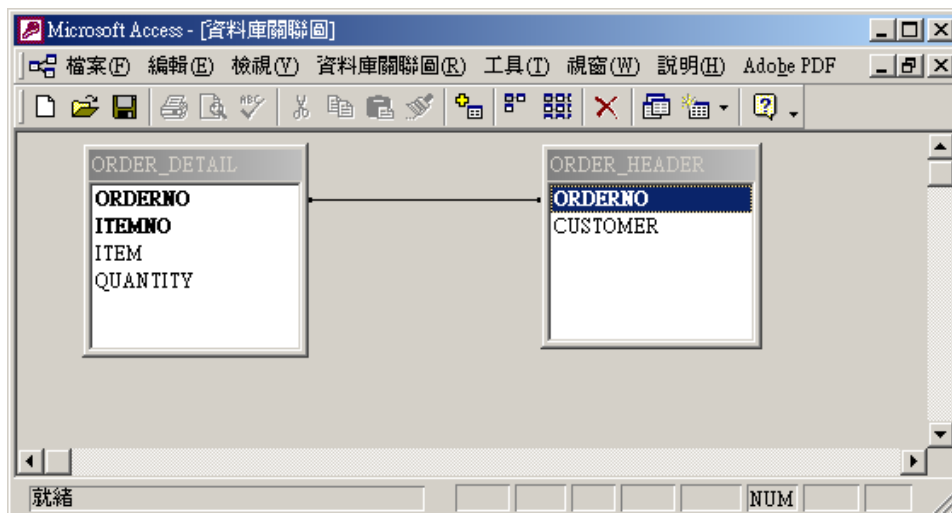 Microsoft Access - [資料庫關聯圖]
檔案(F) 編輯(E) 檢視(V) 資料庫關聯圖(R) 工具(T) 視窗(W) 說明(H) Adobe PDF
ABC
ORDER_DETAIL
ORDERNO
ITEMNO
ITEM
QUANTITY
ORDER_HEADER
ORDERNO
CUSTOMER
就緒 NUM